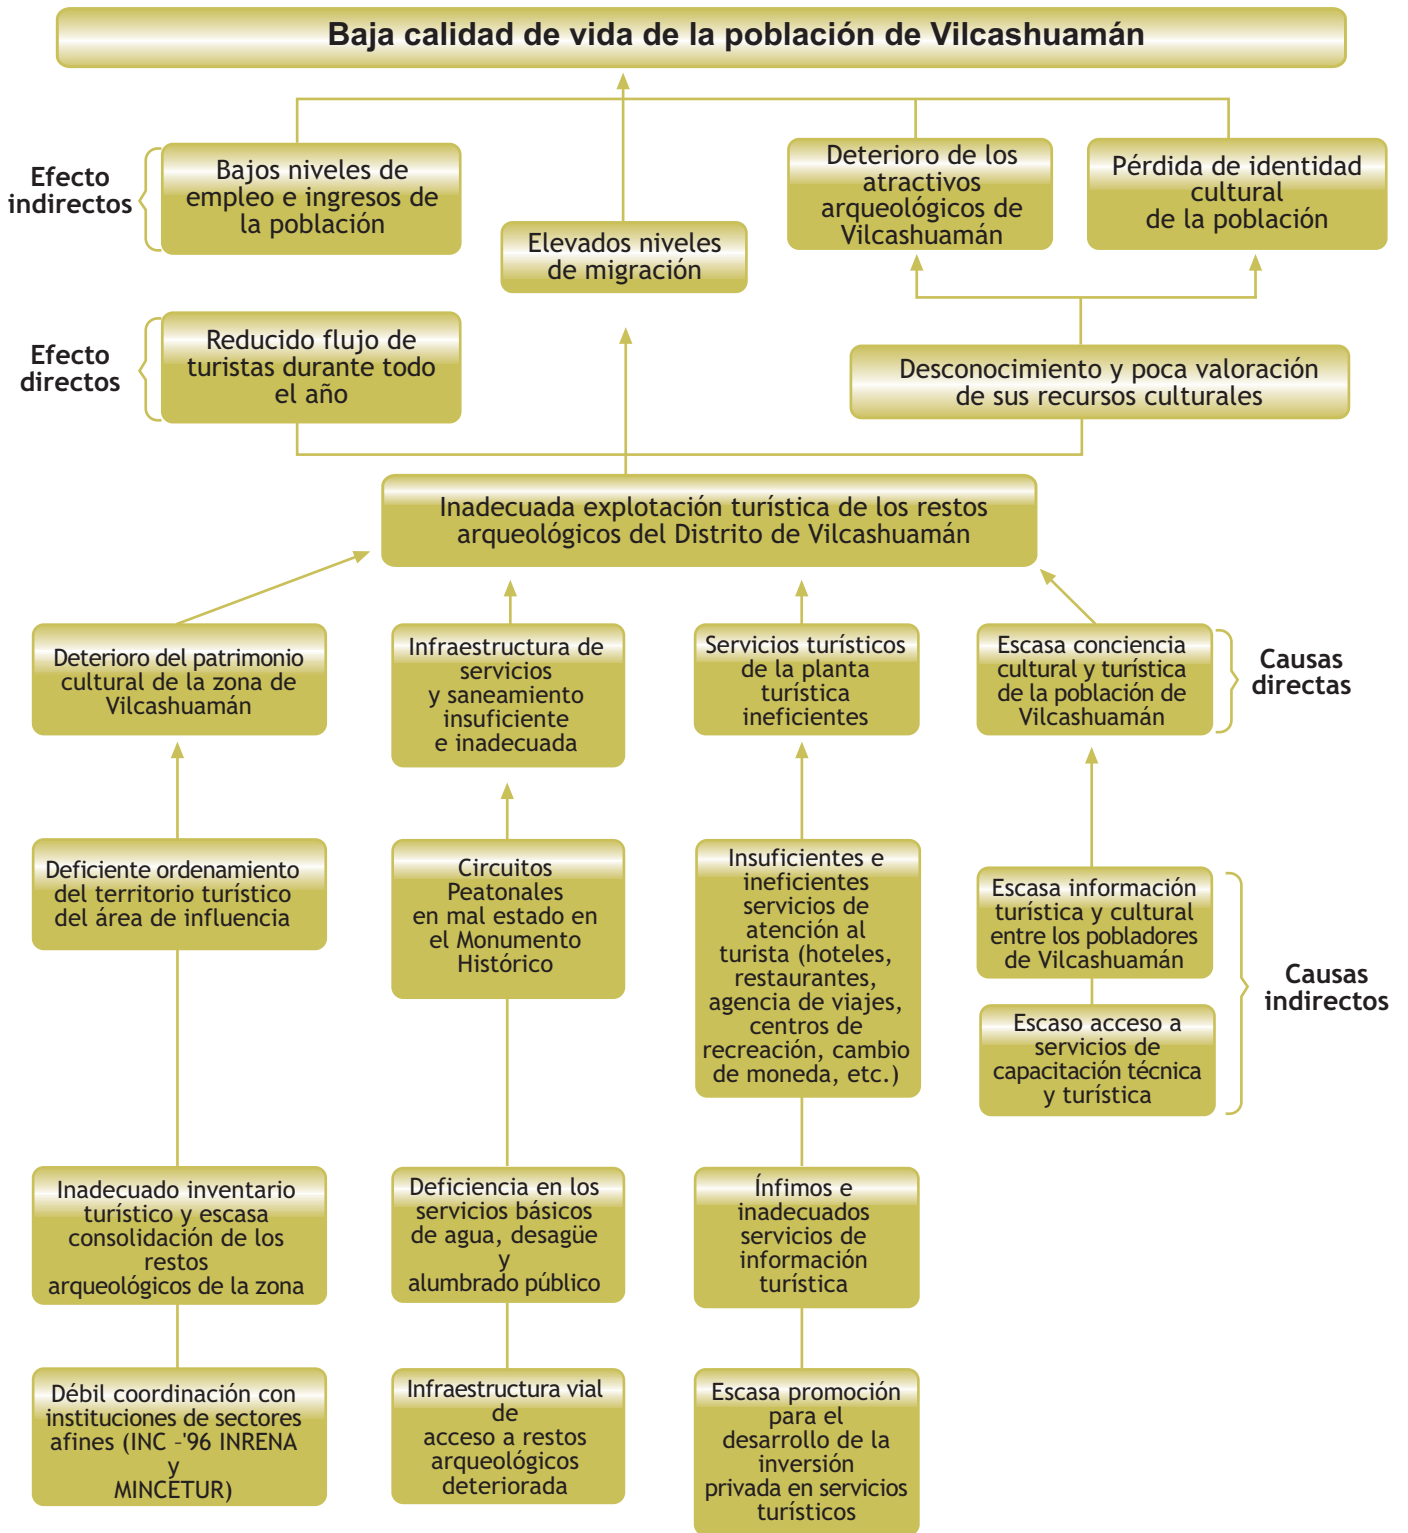 Baja calidad de vida de la población de Vilcashuamán
Efecto
indirectos
Bajos niveles de
empleo e ingresos de
la población
Elevados niveles
de migración
Deterioro de los
atractivos
arqueológicos de
Vilcashuamán
Pérdida de identidad
cultural
de la población
Efecto
directos
Reducido flujo de
turistas durante todo
el año
Desconocimiento y poca valoración
de sus recursos culturales
Inadecuada explotación turística de los restos
arqueológicos del Distrito de Vilcashuamán
Deterioro del patrimonio
cultural de la zona de
Vilcashuamán
Infraestructura de
servicios
y saneamiento
insuficiente
e inadecuada
Servicios turísticos
de la planta
turística
ineficientes
Escasa conciencia
cultural y turística
de la población de
Vilcashuamán
Causas
directas
Deficiente ordenamiento
del territorio turístico
del área de influencia
Circuitos
Peatonales
en mal estado en
el Monumento
Histórico
Insuficientes e
ineficientes
servicios de
atención al
turista (hoteles,
restaurantes,
agencia de viajes,
centros de
recreación, cambio
de moneda, etc.)
Escasa información
turística y cultural
entre los pobladores
de Vilcashuamán
Escaso acceso a
servicios de
capacitación técnica
y turística
Causas
indirectos
Inadecuado inventario
turístico y escasa
consolidación de los
restos
arqueológicos de la zona
Deficiencia en los
servicios básicos
de agua, desagüe
y
alumbrado público
Ínfimos e
inadecuados
servicios de
información
turística
Débil coordinación con
instituciones de sectores
afines (INC –'96 INRENA
y
MINCETUR)
Infraestructura vial
de
acceso a restos
arqueológicos
deteriorada
Escasa promoción
para el
desarrollo de la
inversión
privada en servicios
turísticos